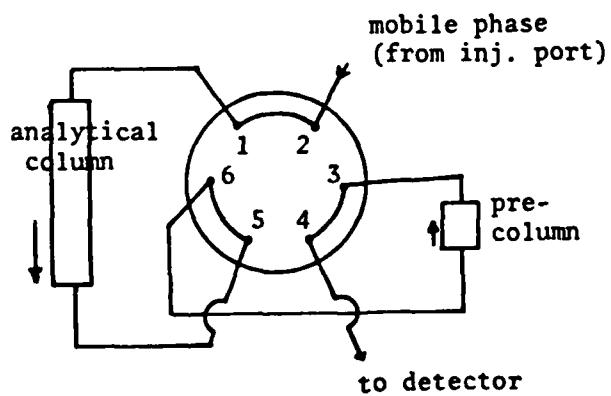 mobile phase
(from inj. port)
analytical
column
1
2
6
3
5
4
pre-
column
to detector